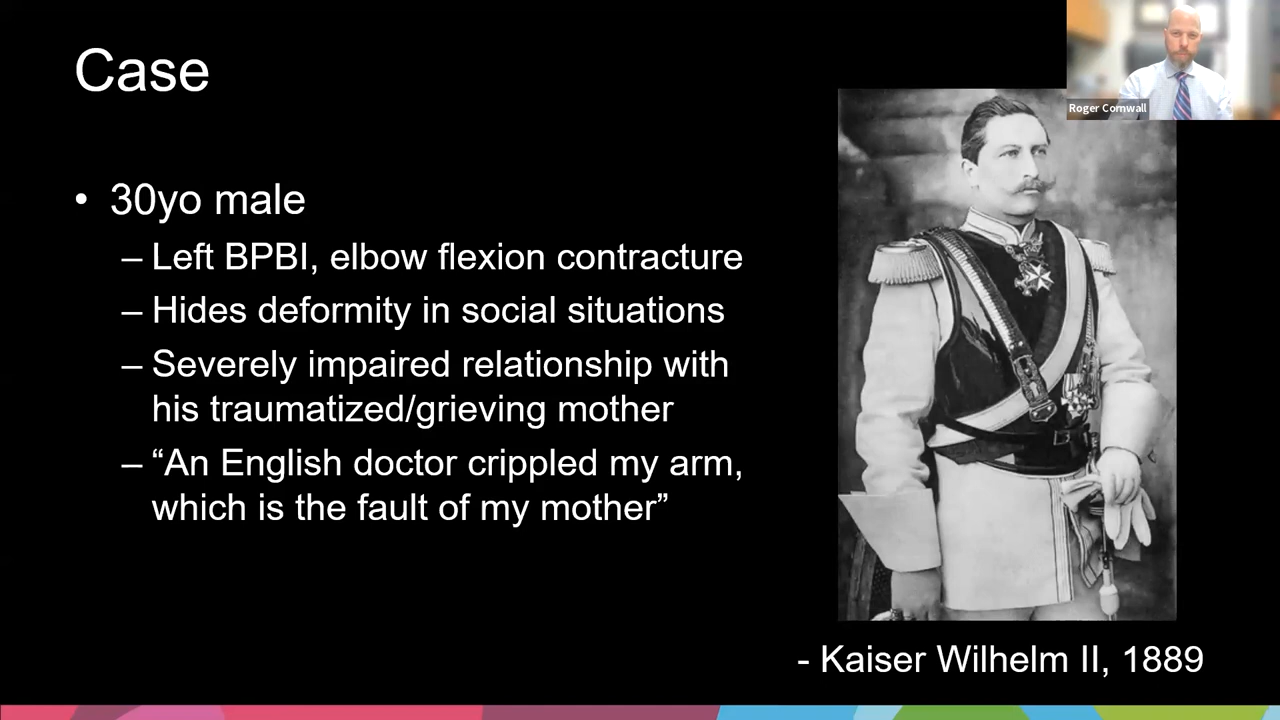 Case
Roger Cornwall
• 30yo male
– Left BPBI, elbow flexion contracture
– Hides deformity in social situations
– Severely impaired relationship with
his traumatized/grieving mother
– “An English doctor crippled my arm,
which is the fault of my mother”
- Kaiser Wilhelm II, 1889